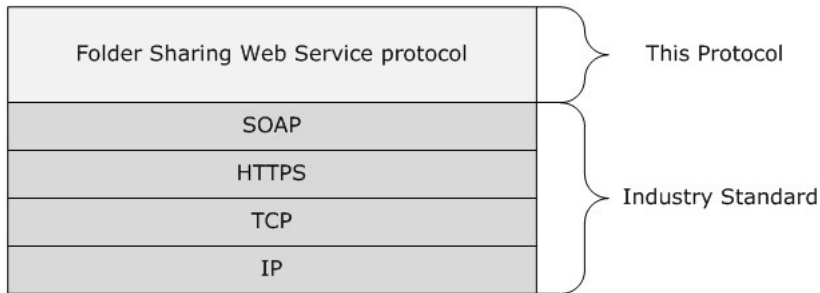 Folder Sharing Web Service protocol
This Protocol
SOAP
HTTPS
TCP
IP
Industry Standard